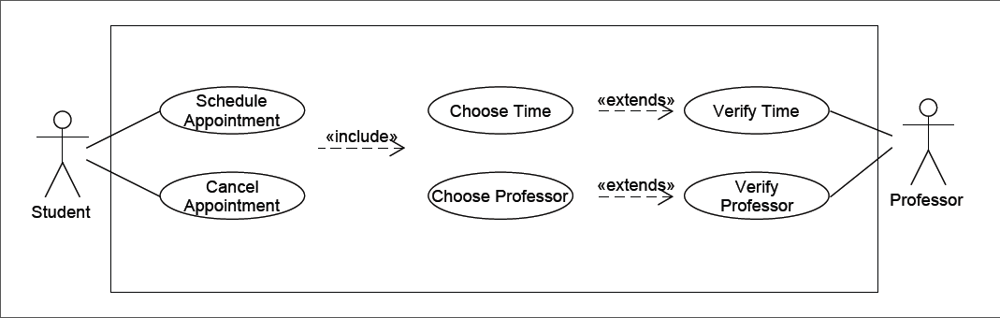 Schedule
Appointment
Choose Time
«extends»
Verify Time
«include»
Cancel
Appointment
Choose Professor
«extends»
Verify
Professor
Student
Professor